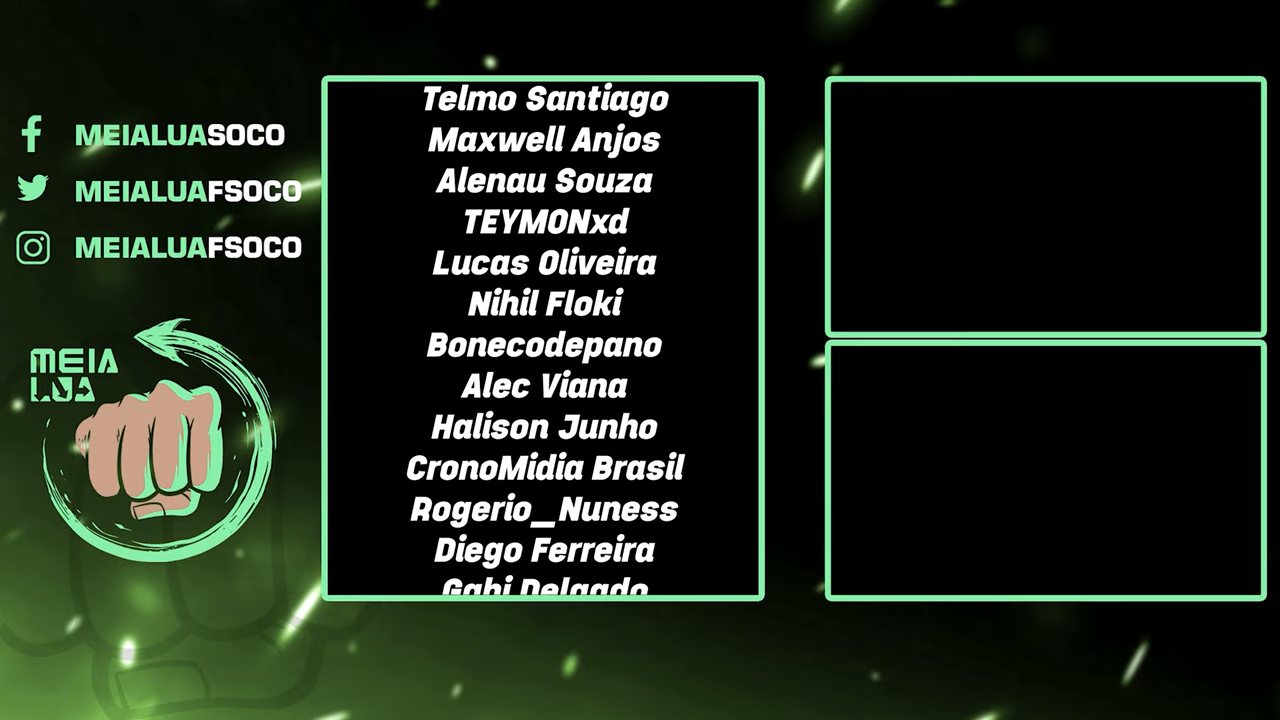 MEIALUASOCO
MEIALUAFSOCO
MEIALUAFSOCO
MEIA
LUA
Telmo Santiago
Maxwell Anjos
Alenau Souza
TEYMONxd
Lucas Oliveira
Nihil Floki
Bonecodepano
Alec Viana
Halison Junho
CronoMidia Brasil
Rogerio_Nuness
Diego Ferreira
Gabi Delgado